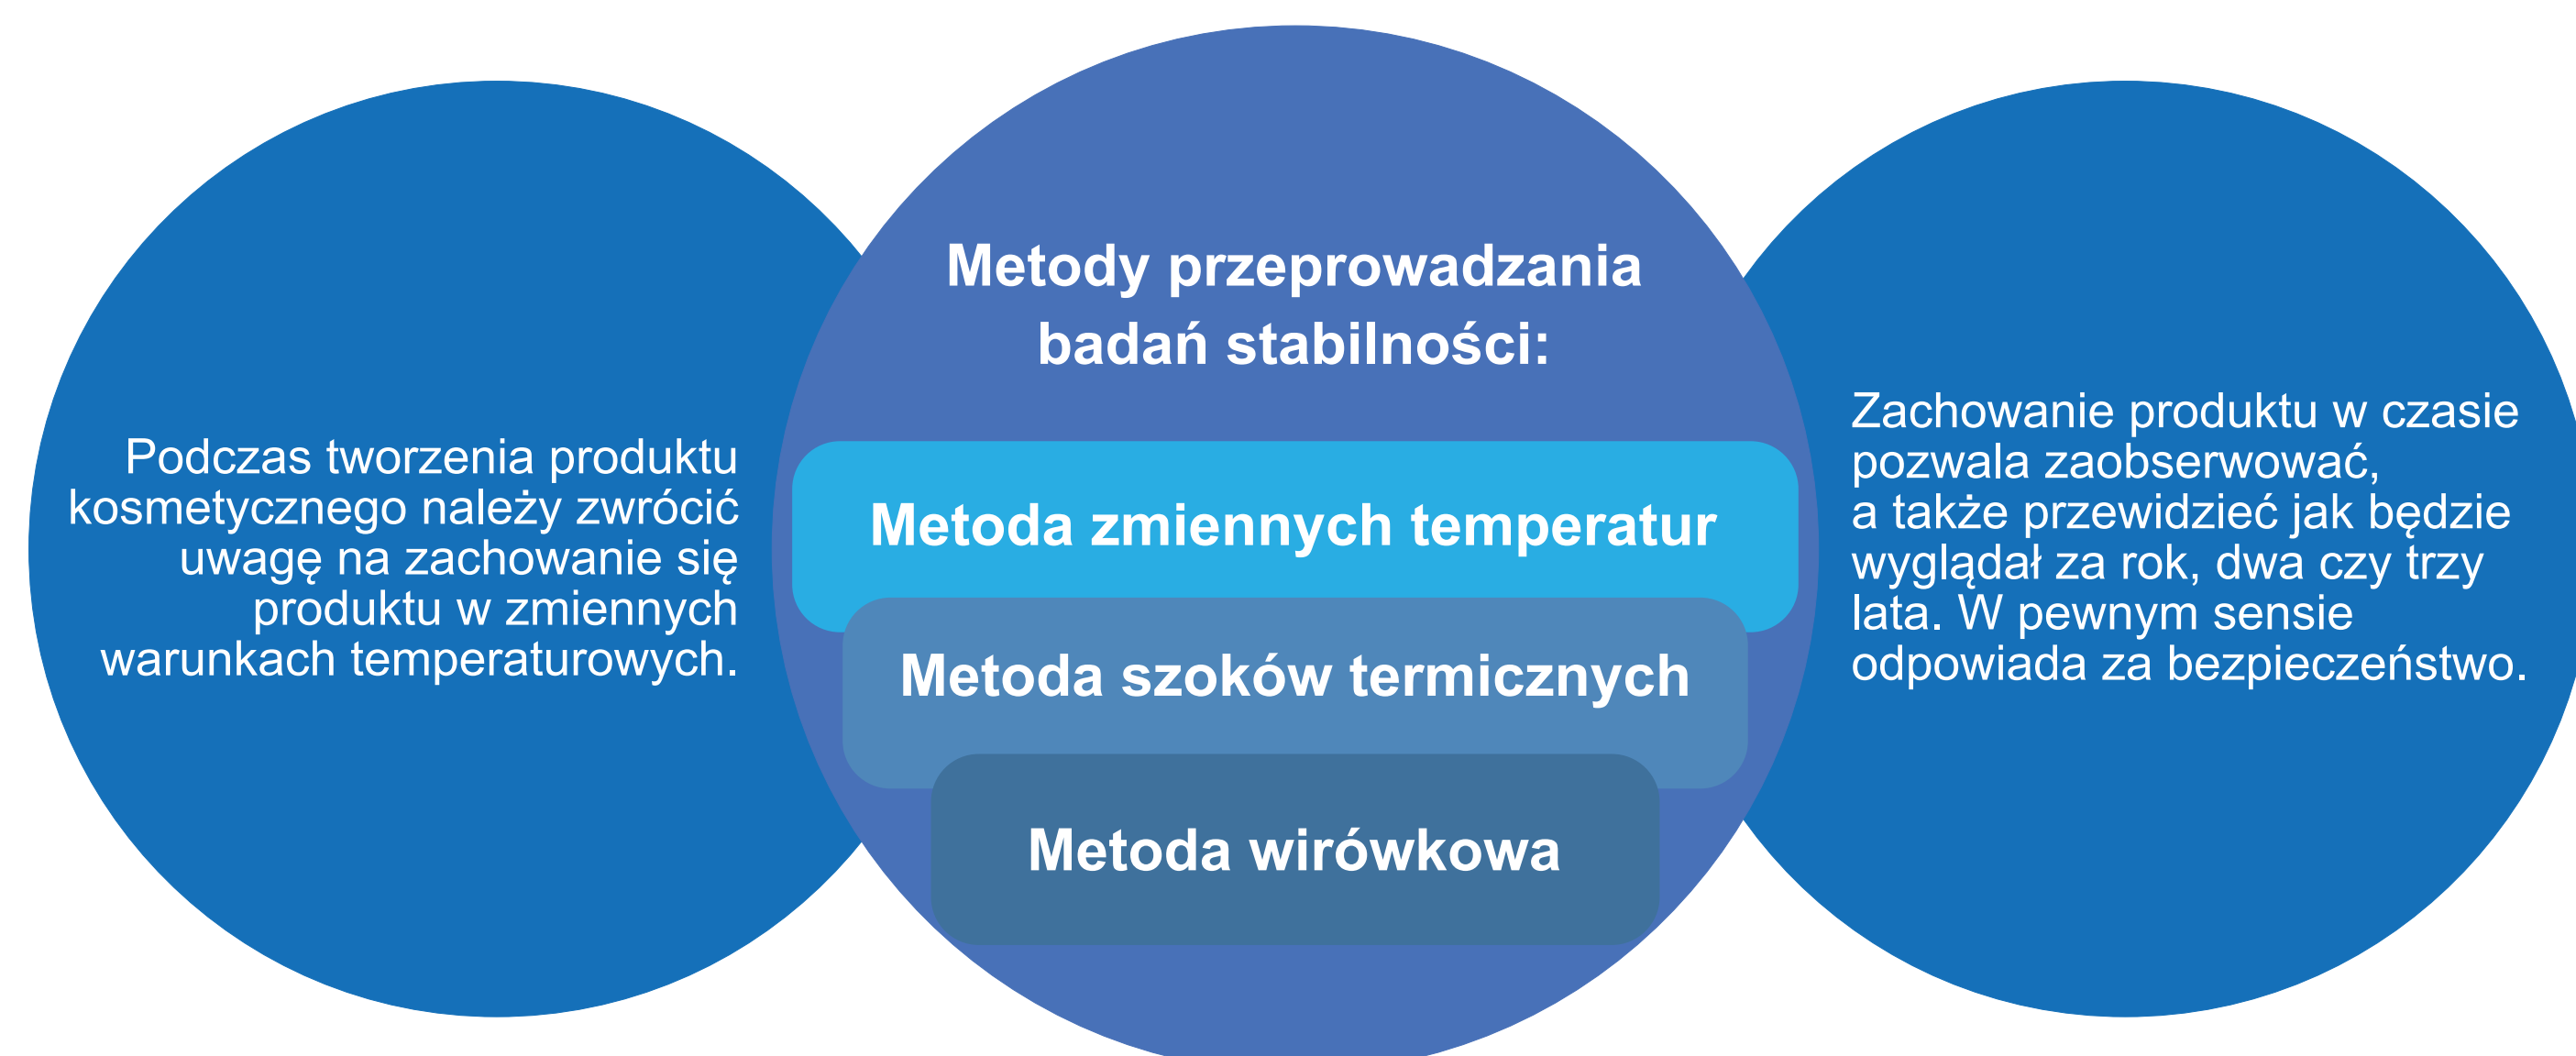 Podczas tworzenia produktu
kosmetycznego należy zwrócić
uwagę na zachowanie się
produktu w zmiennych
warunkach temperaturowych.
Metody przeprowadzania
badań stabilności:
Metoda zmiennych temperatur
Metoda szoków termicznych
Metoda wirówkowa
Zachowanie produktu w czasie
pozwala zaobserwować,
a także przewidzieć jak będzie
wyglądał za rok, dwa czy trzy
lata. W pewnym sensie
odpowiada za bezpieczeństwo.